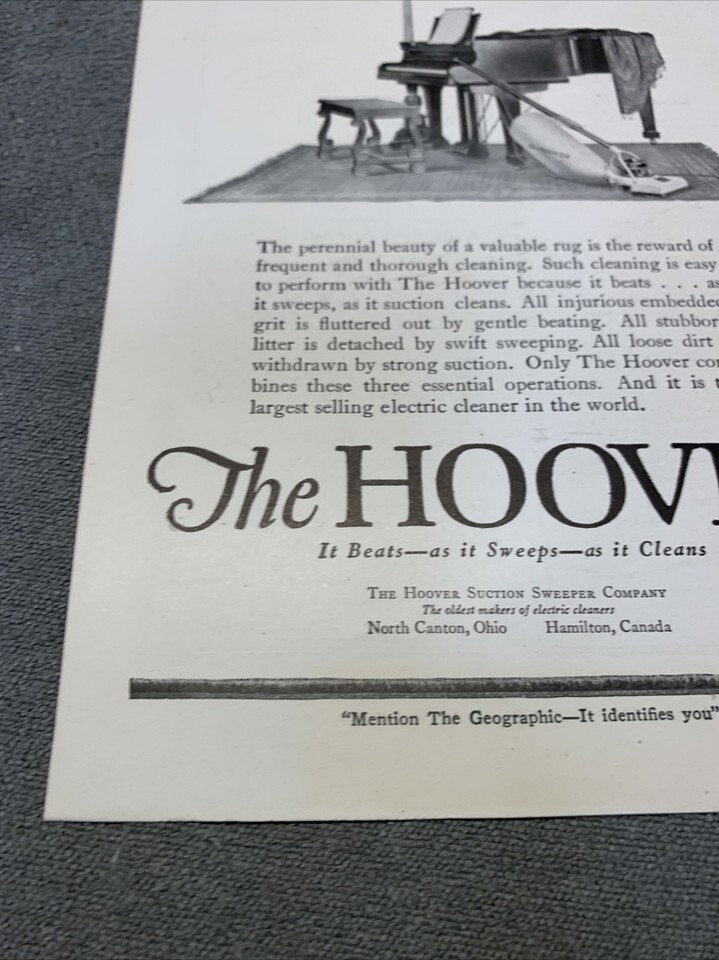 The perennial beauty of a valuable rug is the reward of
frequent and thorough cleaning. Such cleaning is easy
to perform with The Hoover because it beats . . . as
it sweeps, as it suction cleans. All injurious embedded
grit is fluttered out by gentle beating. All stubbor
litter is detached by swift sweeping. All loose dirt
withdrawn by strong suction. Only The Hoover co
bines these three essential operations. And it is t
largest selling electric cleaner in the world.
The HOOV
It Beats—as it Sweeps—as it Cleans
THE HOOVER SUCTION SWEEPER COMPANY
The oldest makers of electric cleaners
North Canton, Ohio Hamilton, Canada
"Mention The Geographic—It identifies you"